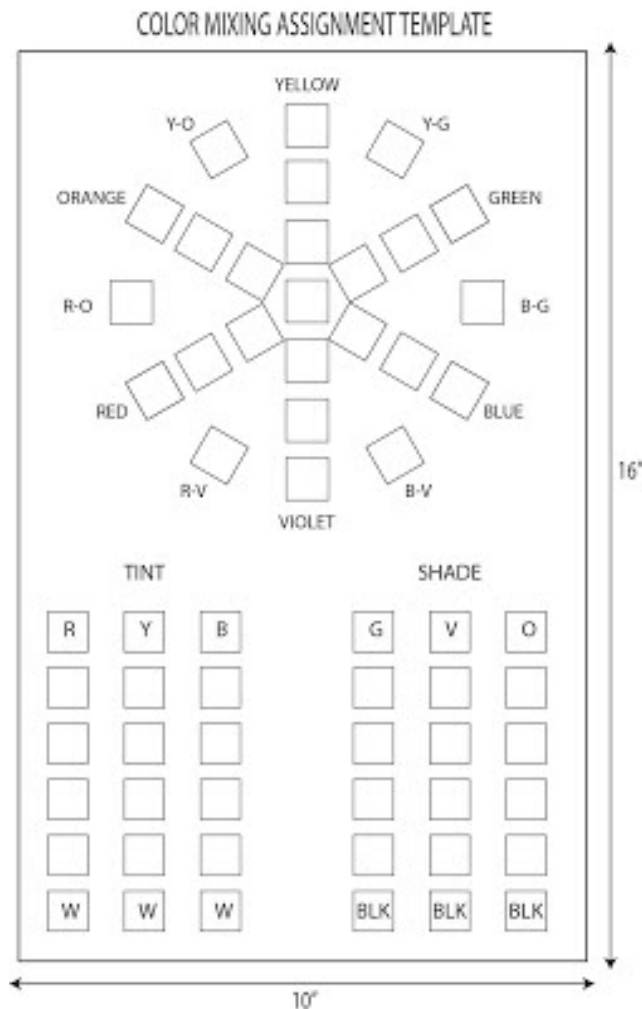 COLOR MIXING ASSIGNMENT TEMPLATE
YELLOW
Y-O
Y-G
ORANGE
GREEN
R-O
B-G
RED
BLUE
R-V
B-V
VIOLET
16"
TINT
SHADE
R Y B G V O
W W W BLK BLK BLK
10"